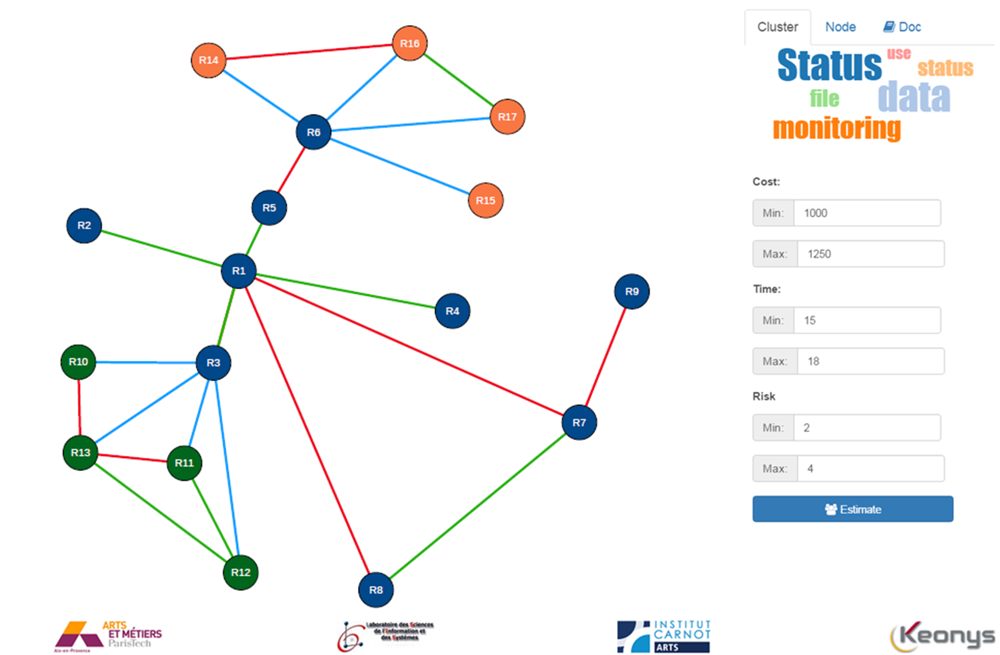 Cluster Node Doc
Status use status
file data
monitoring
R14
R16
R17
R6
R15
R5
R2
R1
R4
R9
R10
R3
R7
R13
R11
R12
R8
Cost:
Min: 1000
Max: 1250
Time:
Min: 15
Max: 18
Risk
Min: 2
Max: 4
Estimate
ARTS
ET MÉTIERS
ParisTech
Aix-en-Provence
Laboratoire des Sciences
de l'Information et
des Systèmes
INSTITUT
CARNOT
ARTS
Keonys